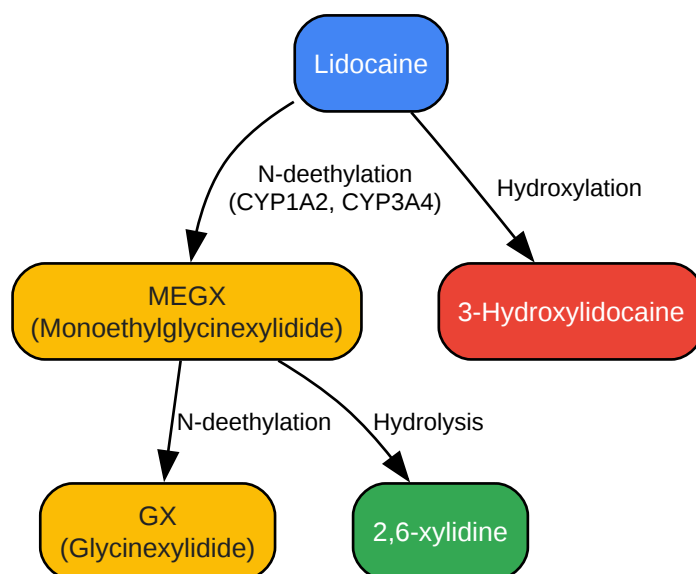 Lidocaine
N-deethylation
(CYP1A2, CYP3A4)
Hydroxylation
MEGX
(Monoethylglycinexylidide)
3-Hydroxylidocaine
N-deethylation
Hydrolysis
GX
(Glycinexylidide)
2,6-xylidine